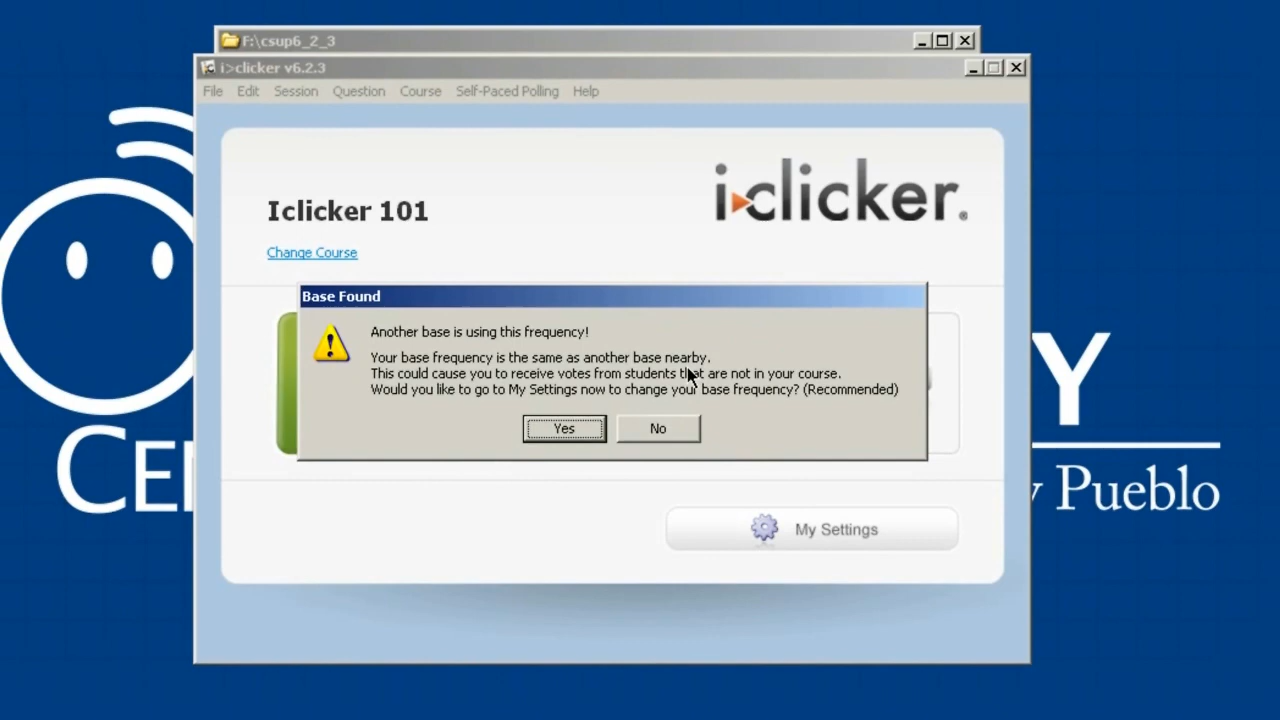 F:\csup6_2_3
i>clicker v6.2.3
File Edit Session Question Course Self-Paced Polling Help
i>clicker®
Iclicker 101
Change Course
Base Found
Another base is using this frequency!
Your base frequency is the same as another base nearby.
This could cause you to receive votes from students that are not in your course.
Would you like to go to My Settings now to change your base frequency? (Recommended)
Yes No
Pueblo
My Settings